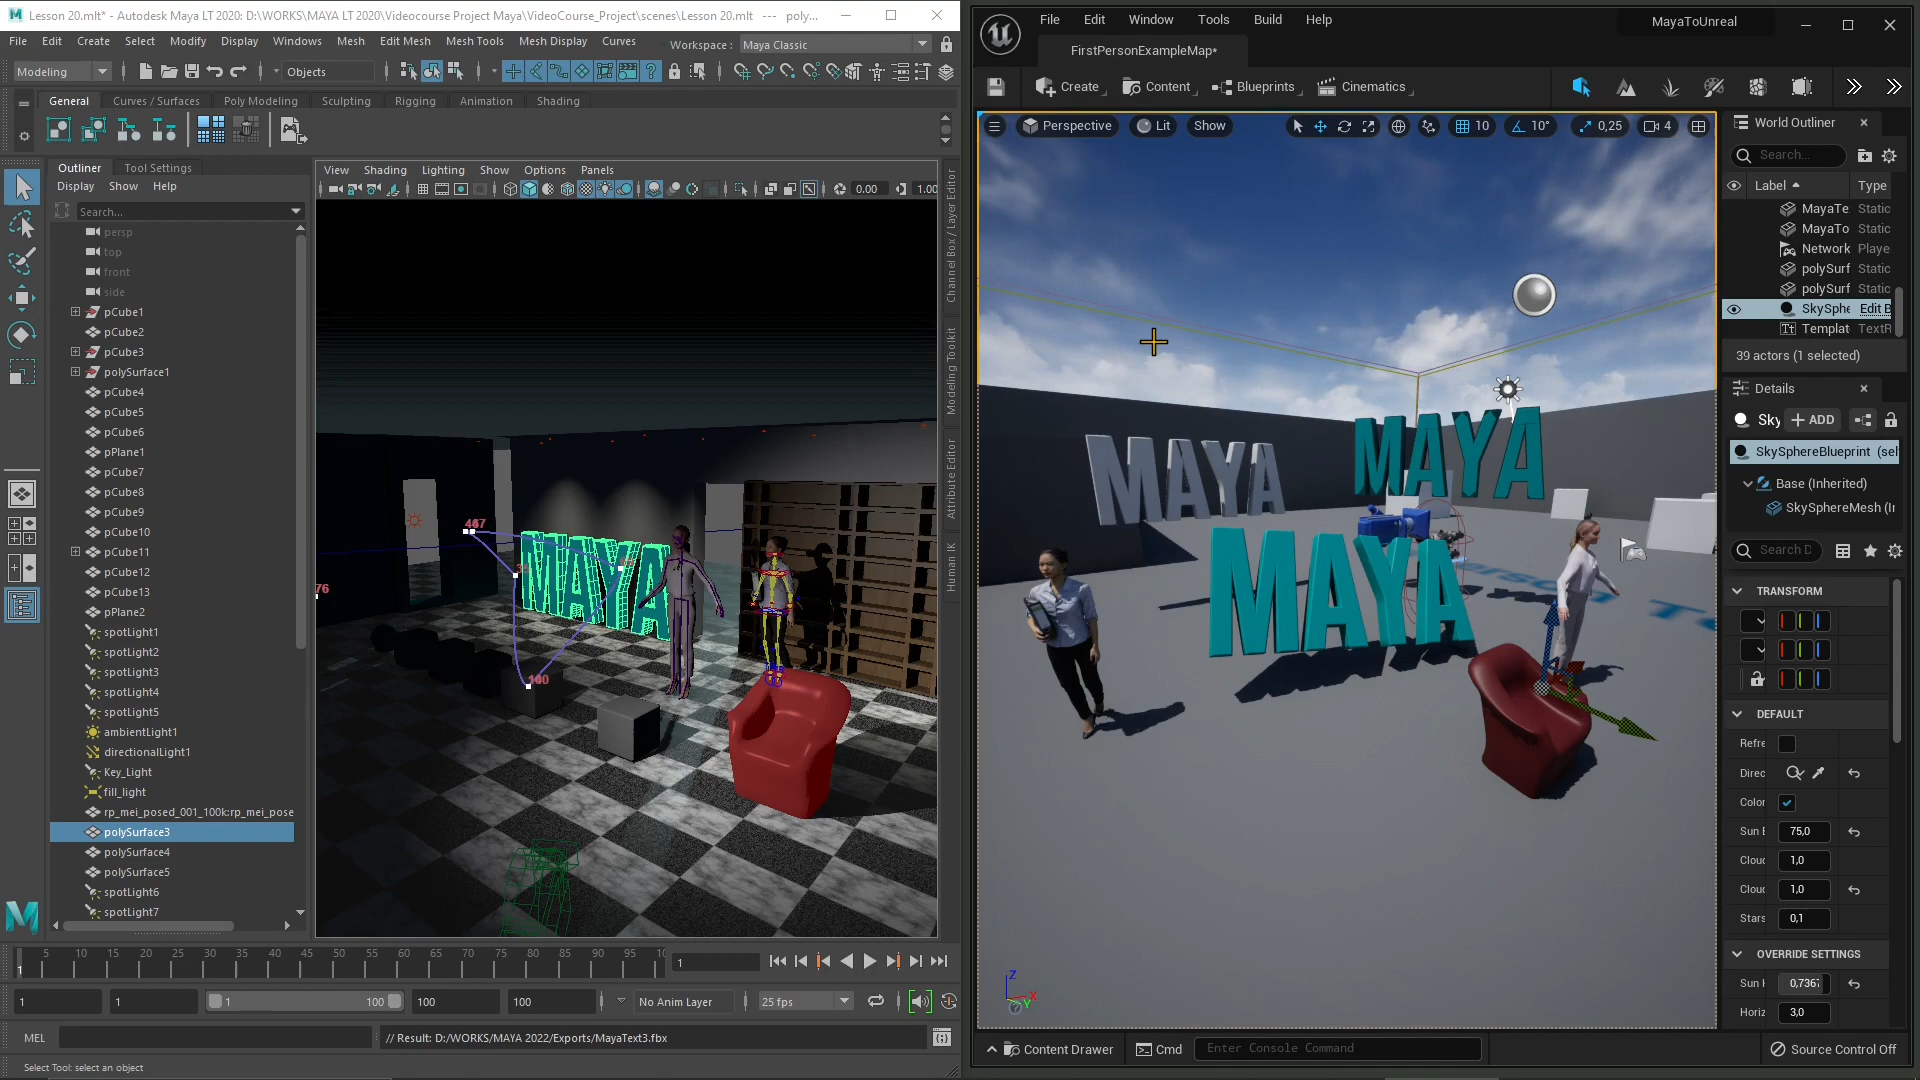 Lesson 20.mlt* - Autodesk Maya LT 2020: D:\WORKS\MAYA LT 2020\Videocourse Project Maya\VideoCourse_Project\scenes\Lesson 20.mlt --- poly...
File Edit Create Select Modify Display Windows Mesh Edit Mesh Mesh Tools Mesh Display Curves Workspace : Maya Classic
Modeling Objects
General Curves / Surfaces Poly Modeling Sculpting Rigging Animation Shading
Outliner Tool Settings
Display Show Help
Search...
persp
top
front
side
pCube1
pCube2
pCube3
polySurface1
pCube4
pCube5
pCube6
pPlane1
pCube7
pCube8
pCube9
pCube10
pCube11
pCube12
pCube13
pPlane2
spotLight1
spotLight2
spotLight3
spotLight4
spotLight5
ambientLight1
directionalLight1
Key_Light
fill_light
rp_mei_posed_001_100k:rp_mei_pose
polySurface3
polySurface4
polySurface5
spotLight6
spotLight7
View Shading Lighting Show Options Panels
0.00 1.00
MAYA
76
Channel Box / Layer Editor
Modeling Toolkit
Attribute Editor
Human IK
5 10 15 20 25 30 35 40 45 50 55 60 65 70 75 80 85 90 95 10
1
1
1 1 1 100 100 100 No Anim Layer 25 fps
MEL // Result: D:/WORKS/MAYA 2022/Exports/MayaText3.fbx
Select Tool: select an object
File Edit Window Tools Build Help MayaToUnreal
FirstPersonExampleMap*
Create Content Blueprints Cinematics
Perspective Lit Show 10 10° 0,25 4
MAYA
MAYA
MAYA
Z
X
Y
World Outliner
Search...
Label Type
MayaTe Static
MayaTo Static
Network Playe
polySurf Static
polySurf Static
SkySphe Edit B
Templat TextR
39 actors (1 selected)
Details
Sky ADD
SkySphereBlueprint (sel
Base (Inherited)
SkySphereMesh (Ir
Search D
TRANSFORM
DEFAULT
Refre
Direc
Color
Sun E 75,0
Clouc 1,0
Clouc 1,0
Stars 0,1
OVERRIDE SETTINGS
Sun H 0,7367
Horiz 3,0
Content Drawer Cmd Enter Console Command Source Control Off